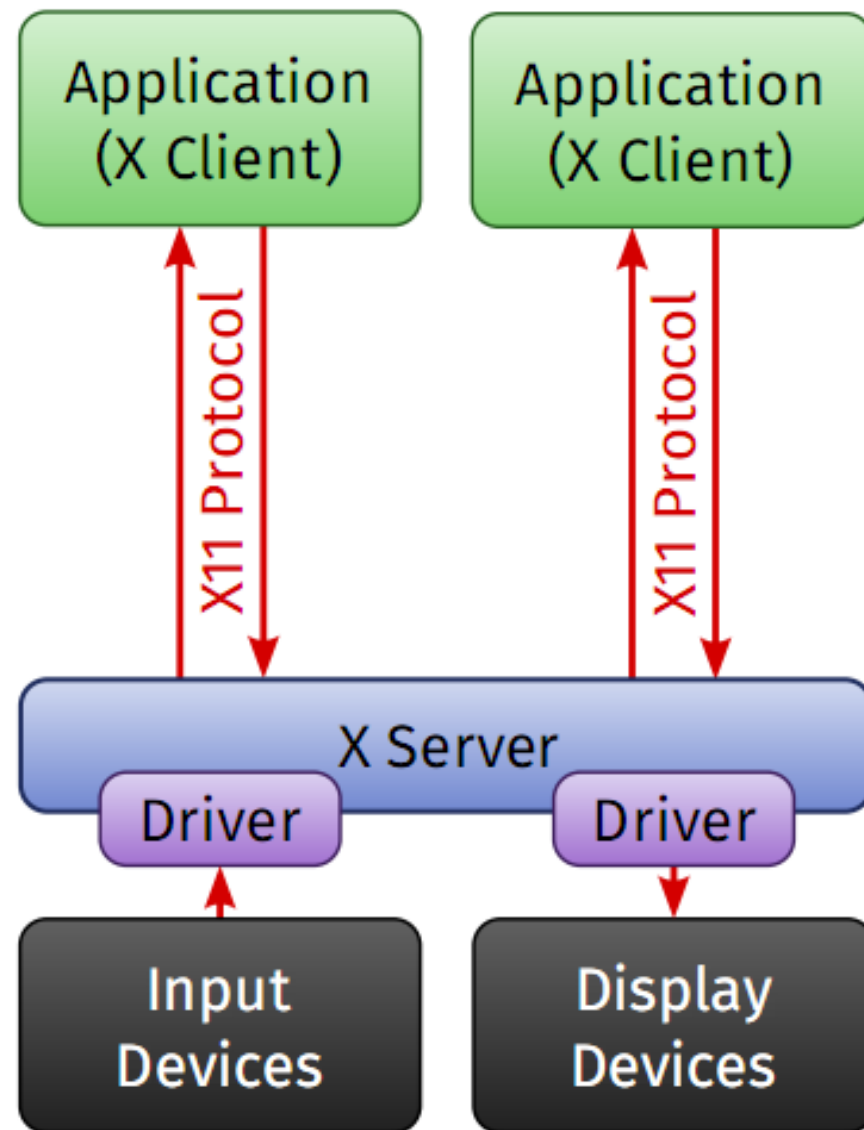 Application
(X Client)
Application
(X Client)
X11 Protocol
X11 Protocol
X Server
Driver
Driver
Input
Devices
Display
Devices